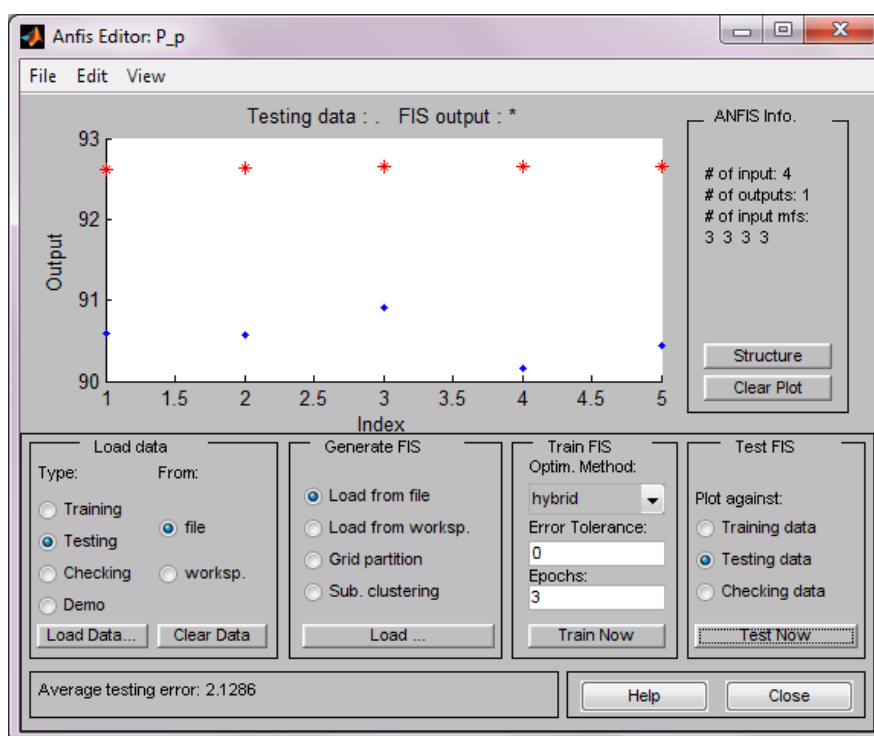 Anfis Editor: P_p
File Edit View
Testing data : . FIS output : *
93
92
91
90
Output
1 1.5 2 2.5 3 3.5 4 4.5 5
Index
ANFIS Info.
# of input: 4
# of outputs: 1
# of input mfs:
3 3 3 3
Structure
Clear Plot
Load data
Type: From:
Training
Testing
Checking
Demo
file
worksp.
Load Data... Clear Data
Generate FIS
Load from file
Load from worksp.
Grid partition
Sub. clustering
Load ...
Train FIS
Optim. Method:
hybrid
Error Tolerance:
0
Epochs:
3
Train Now
Test FIS
Plot against:
Training data
Testing data
Checking data
Test Now
Average testing error: 2.1286
Help Close